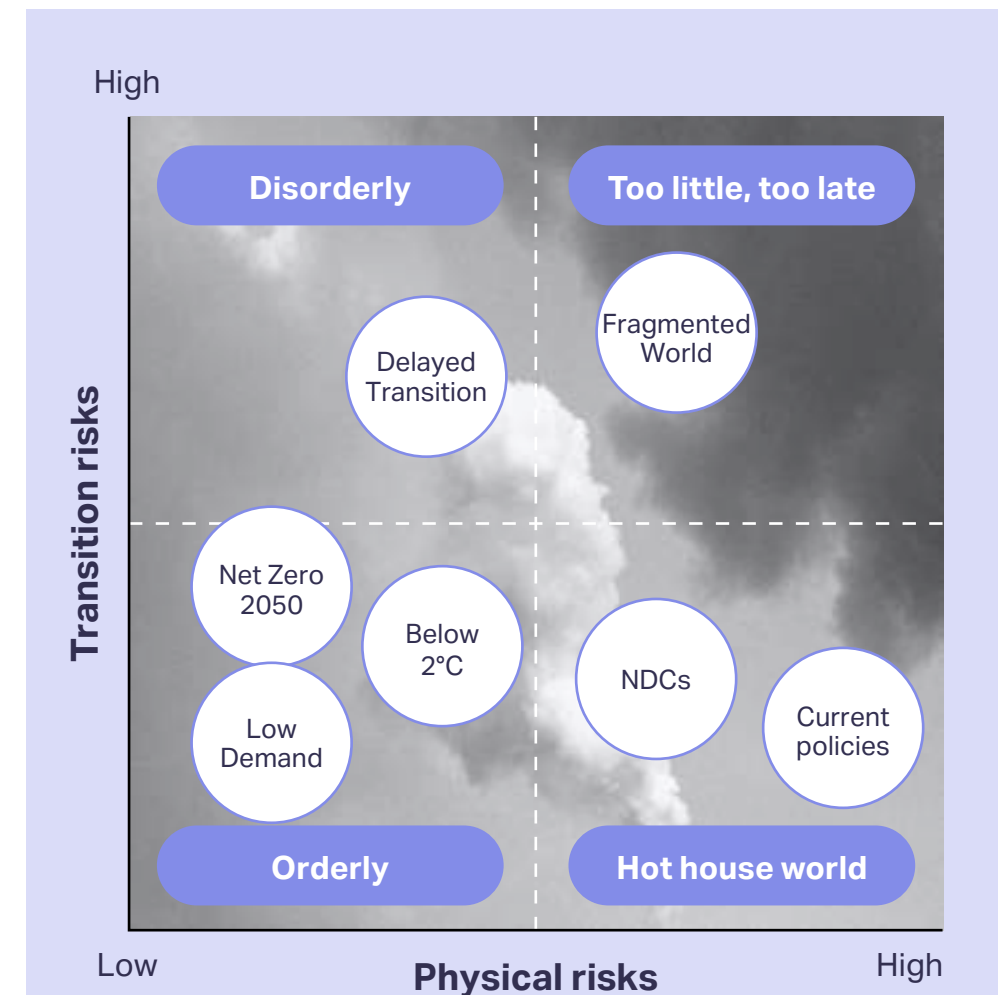 High
Disorderly
Too little, too late
Fragmented
World
Delayed
Transition
Transition risks
Net Zero
2050
Below
2°C
NDCs
Low
Demand
Current
policies
Orderly
Hot house world
Low
Physical risks
High